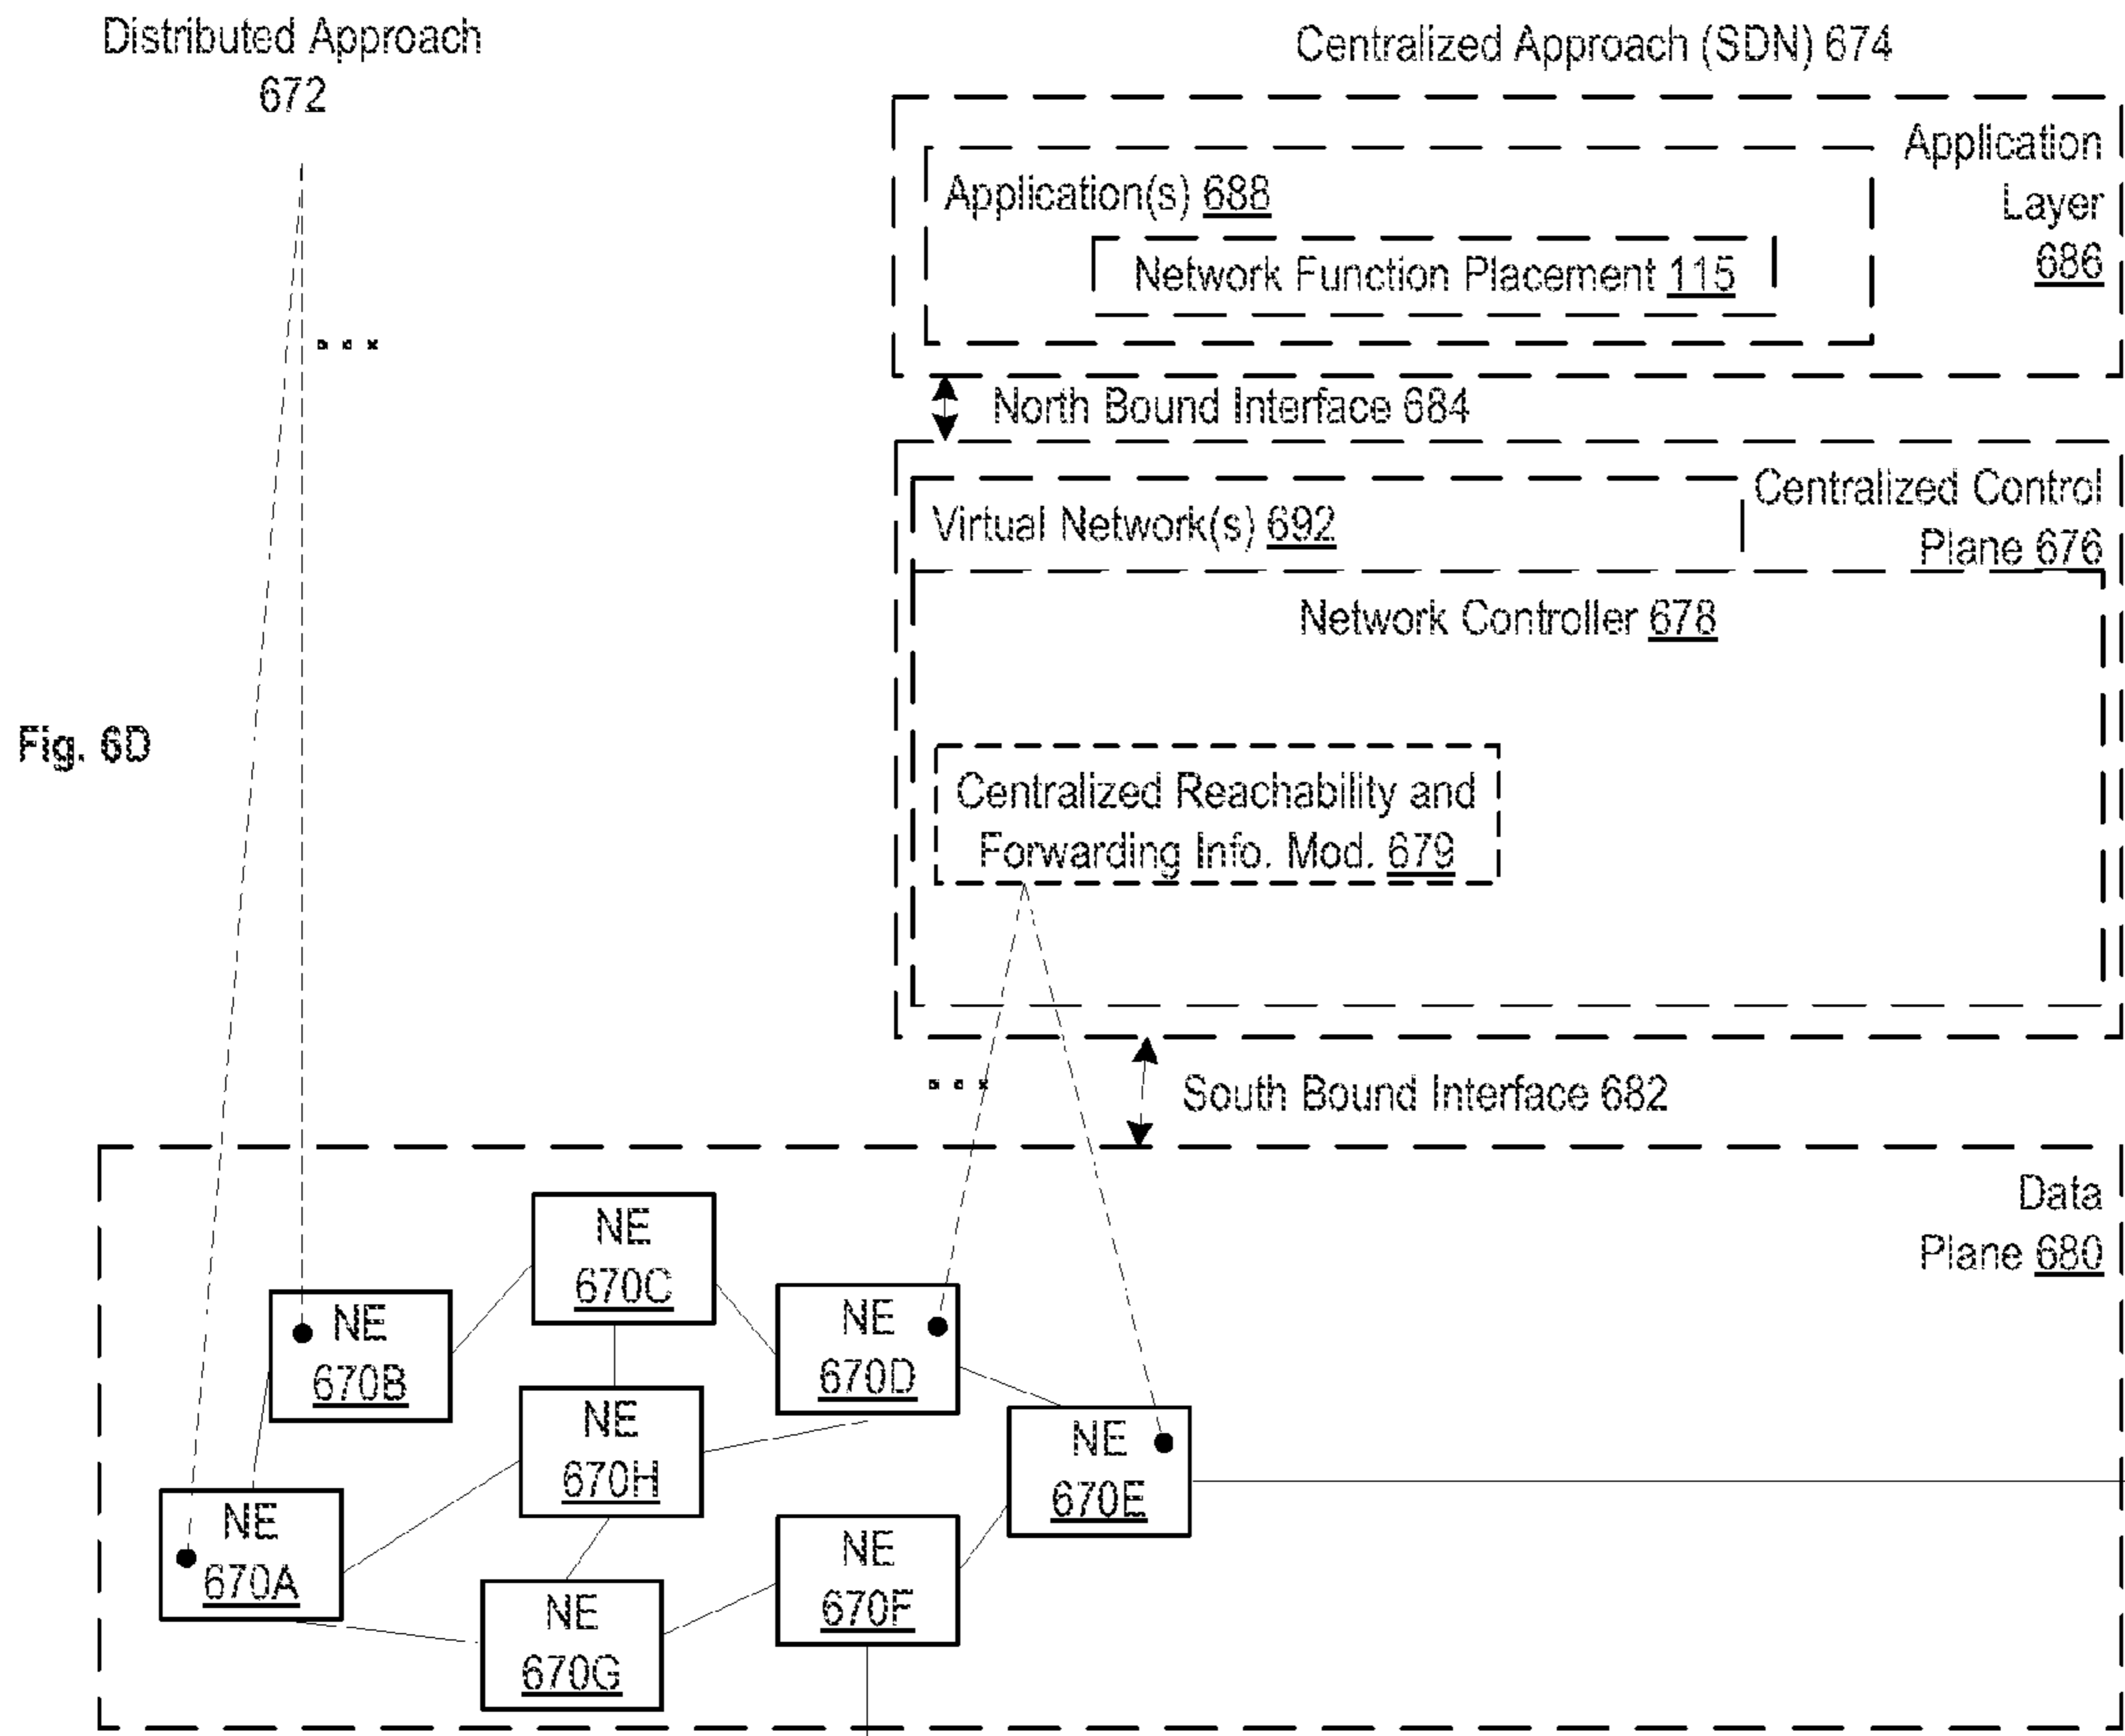 Distributed Approach
672
Centralized Approach (SDN) 674
Application
Layer
686
Application(s) 688
Network Function Placement 115
North Bound Interface 684
Centralized Control
Plane 676
Virtual Network(s) 692
Network Controller 678
Fig. 6D
Centralized Reachability and
Forwarding Info. Mod. 679
South Bound Interface 682
Data
Plane 680
NE
670C
NE
670B
NE
670D
NE
670H
NE
670E
NE
670A
NE
670F
NE
670G